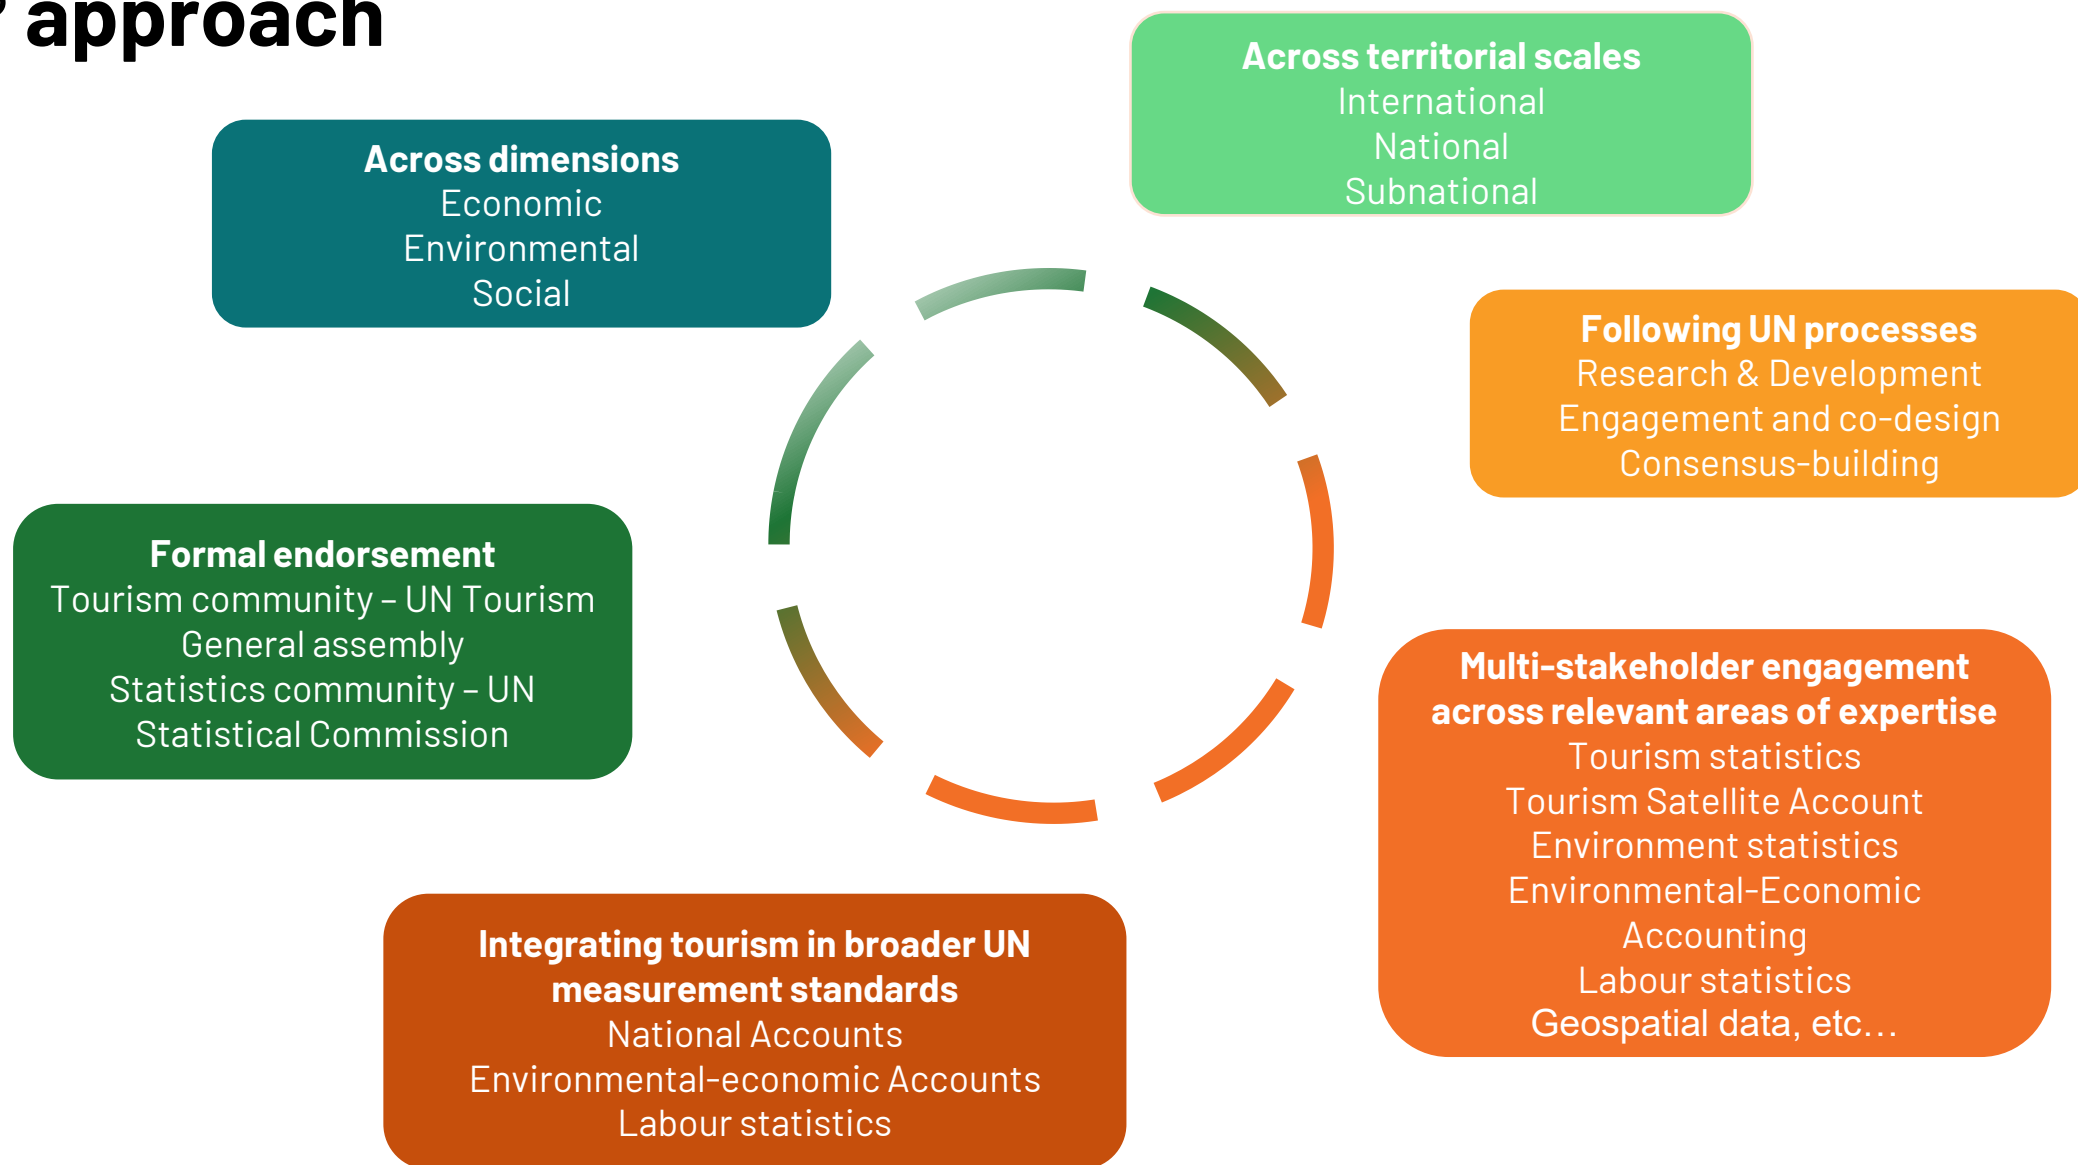 ’ approach
Across territorial scales
International
National
Subnational
Across dimensions
Economic
Environmental
Social
Following UN processes
Research & Development
Engagement and co-design
Consensus-building
Formal endorsement
Tourism community – UN Tourism
General assembly
Statistics community – UN
Statistical Commission
Multi-stakeholder engagement
across relevant areas of expertise
Tourism statistics
Tourism Satellite Account
Environment statistics
Environmental-Economic
Accounting
Labour statistics
Geospatial data, etc…
Integrating tourism in broader UN
measurement standards
National Accounts
Environmental-economic Accounts
Labour statistics